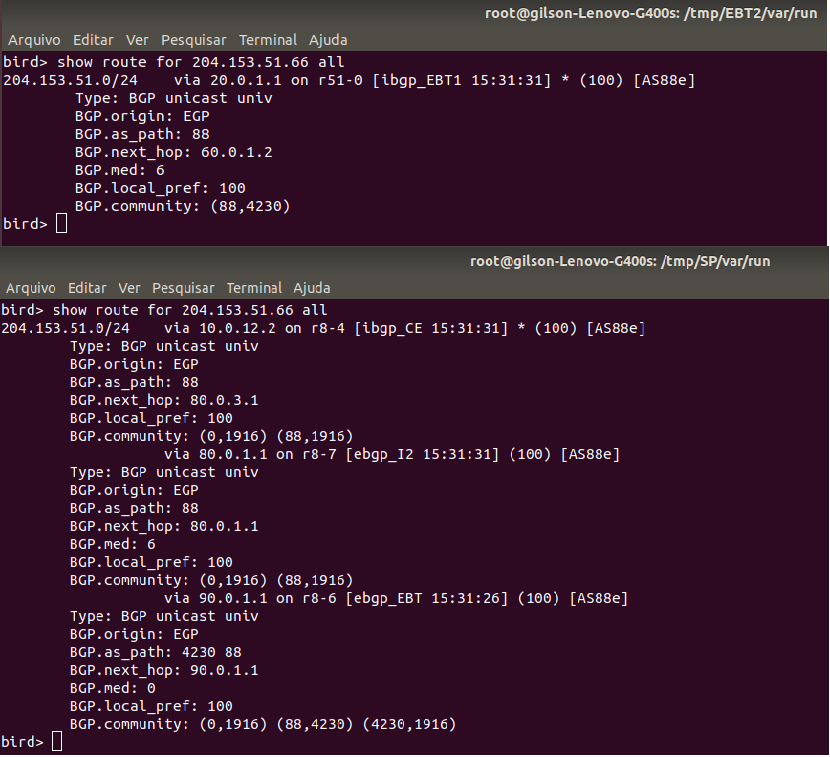 root@gilson-Lenovo-G400s: /tmp/EBT2/var/run
Arquivo Editar Ver Pesquisar Terminal Ajuda
bird> show route for 204.153.51.66 all
204.153.51.0/24    via 20.0.1.1 on r51-0 [ibgp_EBT1 15:31:31] * (100) [AS88e]
Type: BGP unicast univ
BGP.origin: EGP
BGP.as_path: 88
BGP.next_hop: 60.0.1.2
BGP.med: 6
BGP.local_pref: 100
BGP.community: (88,4230)
bird>
root@gilson-Lenovo-G400s: /tmp/SP/var/run
Arquivo Editar Ver Pesquisar Terminal Ajuda
bird> show route for 204.153.51.66 all
204.153.51.0/24    via 10.0.12.2 on r8-4 [ibgp_CE 15:31:31] * (100) [AS88e]
Type: BGP unicast univ
BGP.origin: EGP
BGP.as_path: 88
BGP.next_hop: 80.0.3.1
BGP.local_pref: 100
BGP.community: (0,1916) (88,1916)
via 80.0.1.1 on r8-7 [ebgp_I2 15:31:31] (100) [AS88e]
Type: BGP unicast univ
BGP.origin: EGP
BGP.as_path: 88
BGP.next_hop: 80.0.1.1
BGP.med: 6
BGP.local_pref: 100
BGP.community: (0,1916) (88,1916)
via 90.0.1.1 on r8-6 [ebgp_EBT 15:31:26] (100) [AS88e]
Type: BGP unicast univ
BGP.origin: EGP
BGP.as_path: 4230 88
BGP.next_hop: 90.0.1.1
BGP.med: 0
BGP.local_pref: 100
BGP.community: (0,1916) (88,4230) (4230,1916)
bird>